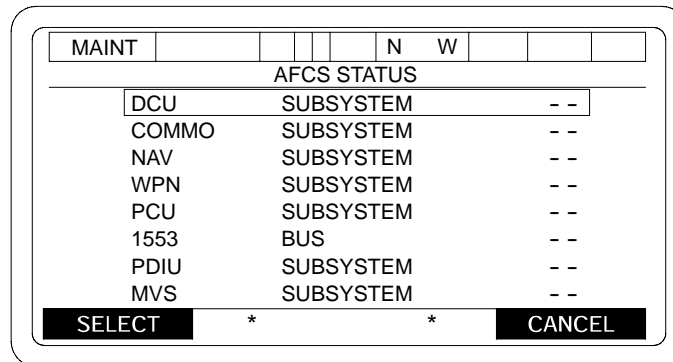 MAINT N W
AFCS STATUS
DCU SUBSYSTEM - -
COMMO SUBSYSTEM - -
NAV SUBSYSTEM - -
WPN SUBSYSTEM - -
PCU SUBSYSTEM - -
1553 BUS - -
PDIU SUBSYSTEM - -
MVS SUBSYSTEM - -
SELECT * * CANCEL